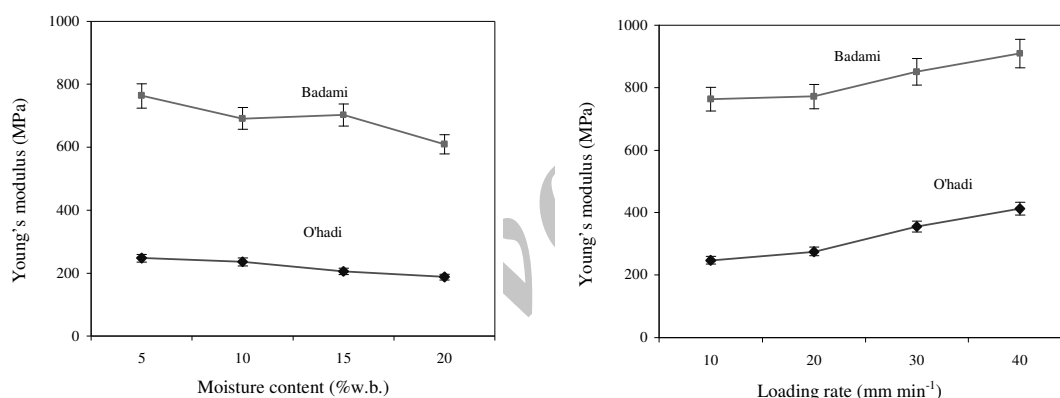 1000
800
600
400
200
0
Young's modulus (MPa)
Badami
O'hadi
5 10 15 20
Moisture content (%w.b.)
1000
800
600
400
200
0
Young's modulus (MPa)
Badami
O'hadi
10 20 30 40
Loading rate (mm min⁻¹)